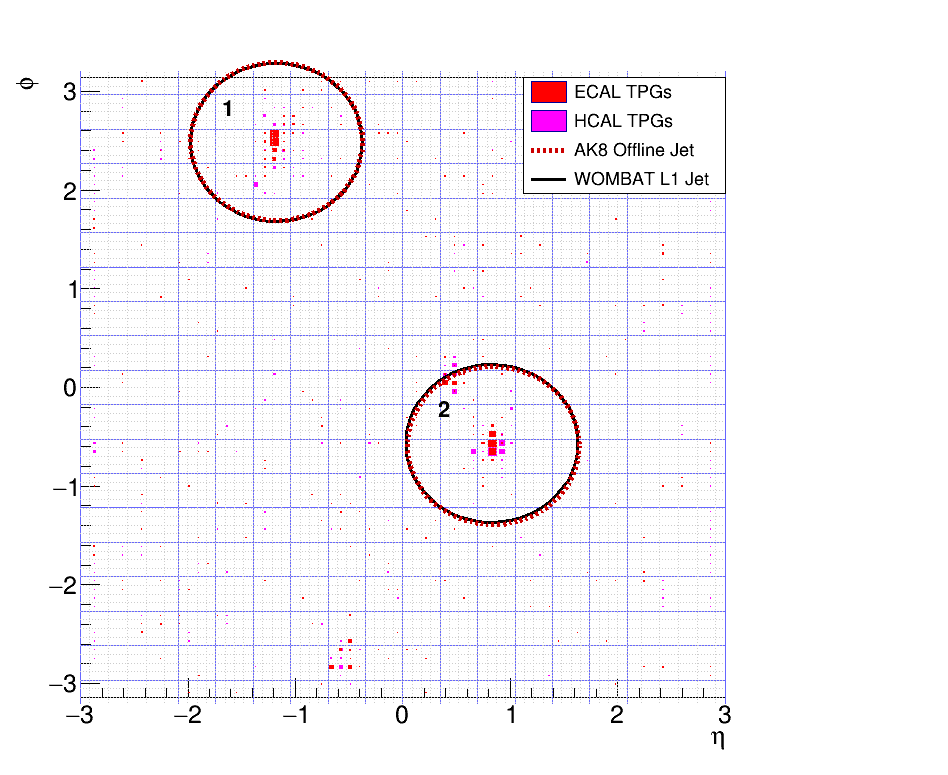 φ
3
2
1
0
−1
−2
−3
1
2
ECAL TPGs
HCAL TPGs
AK8 Offline Jet
WOMBAT L1 Jet
−3 −2 −1 0 1 2 3
η